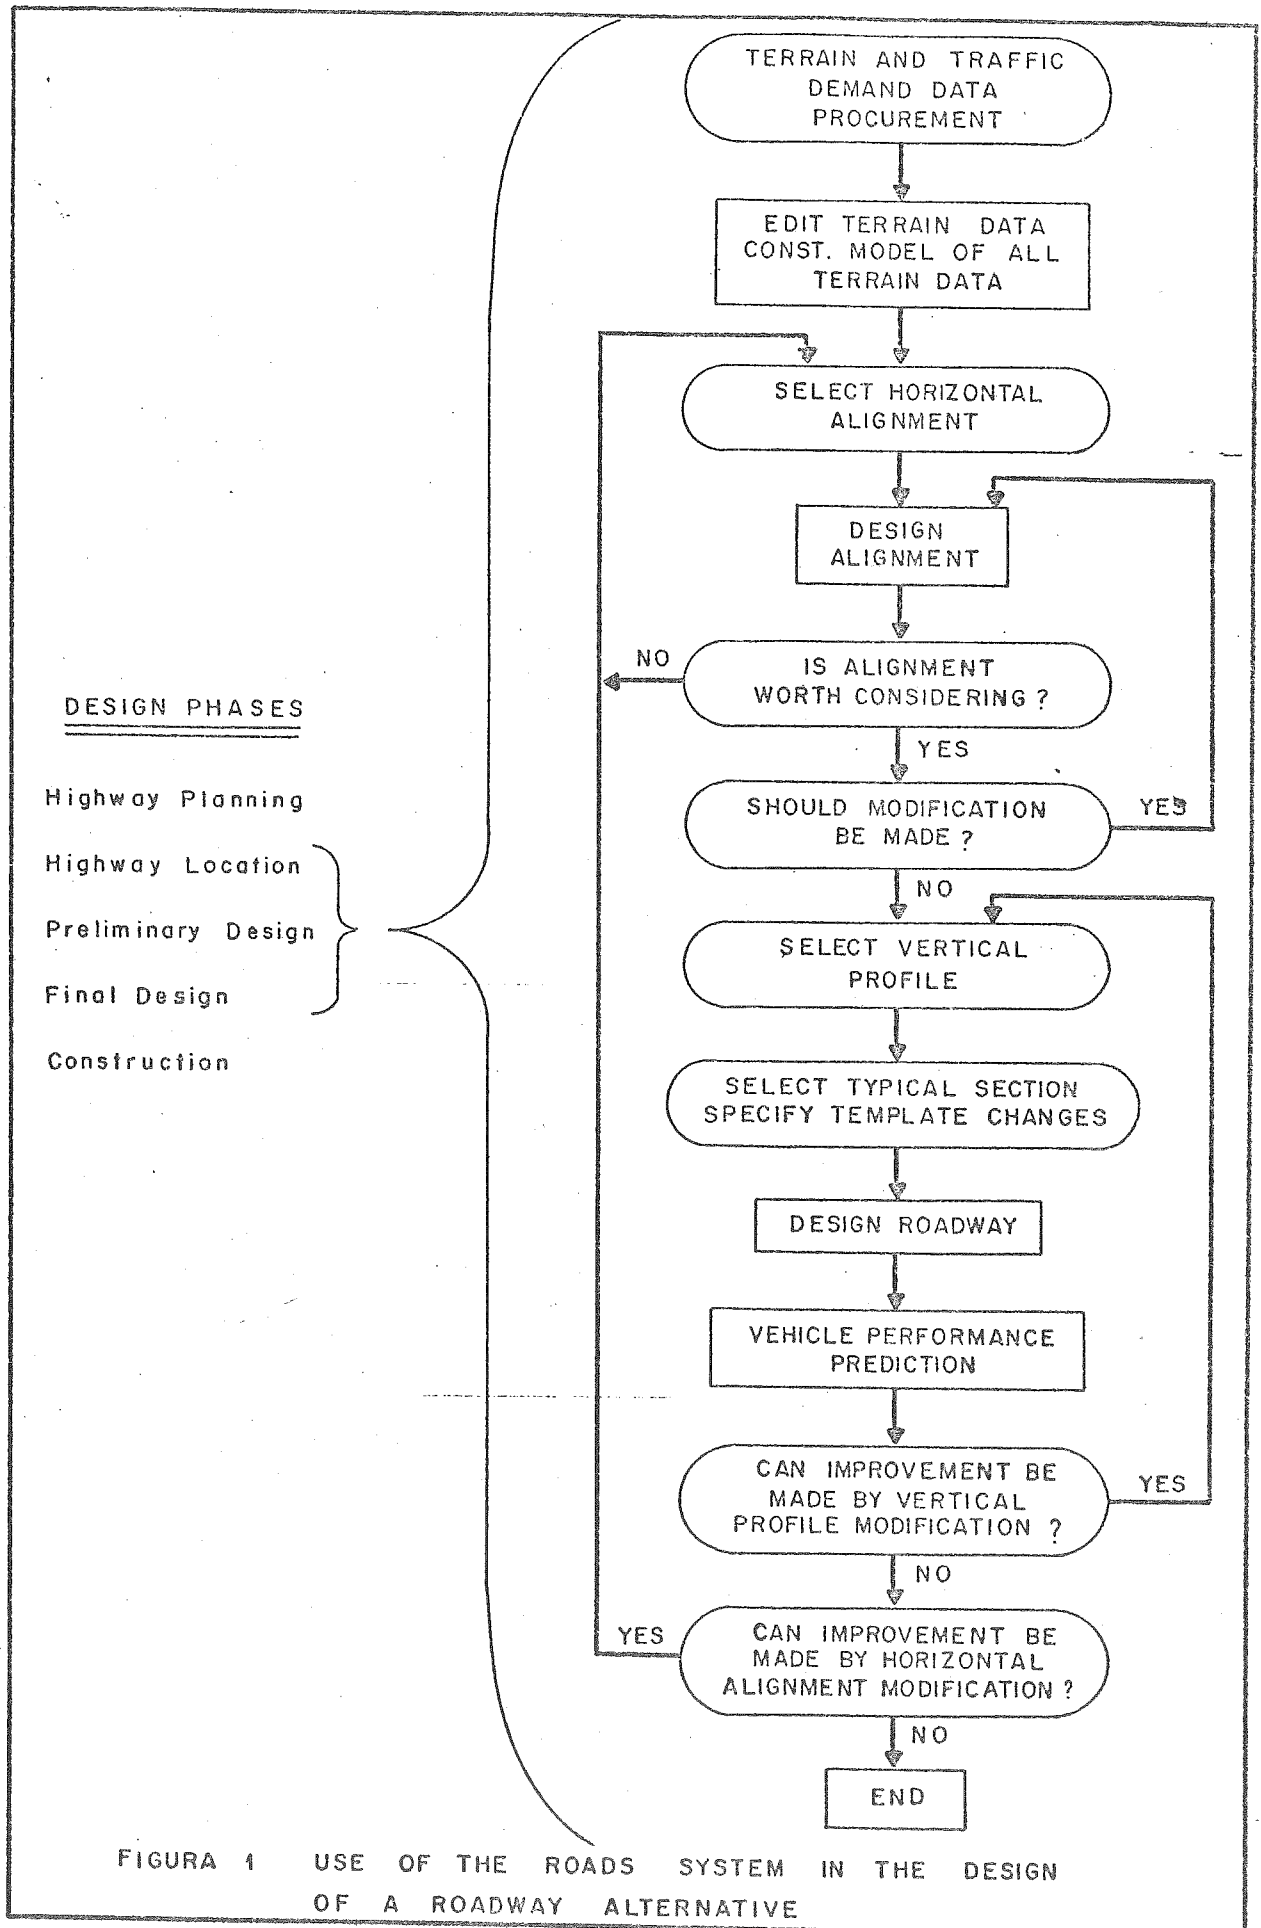 TERRAIN AND TRAFFIC
DEMAND DATA
PROCUREMENT
EDIT TERRAIN DATA
CONST. MODEL OF ALL
TERRAIN DATA
SELECT HORIZONTAL
ALIGNMENT
DESIGN
ALIGNMENT
NO
IS ALIGNMENT
WORTH CONSIDERING ?
YES
SHOULD MODIFICATION
BE MADE ?
YES
NO
SELECT VERTICAL
PROFILE
SELECT TYPICAL SECTION
SPECIFY TEMPLATE CHANGES
DESIGN ROADWAY
VEHICLE PERFORMANCE
PREDICTION
CAN IMPROVEMENT BE
MADE BY VERTICAL
PROFILE MODIFICATION ?
YES
NO
YES
CAN IMPROVEMENT BE
MADE BY HORIZONTAL
ALIGNMENT MODIFICATION ?
NO
END
DESIGN PHASES
Highway Planning
Highway Location
Preliminary Design
Final Design
Construction
FIGURA 1 USE OF THE ROADS SYSTEM IN THE DESIGN
OF A ROADWAY ALTERNATIVE